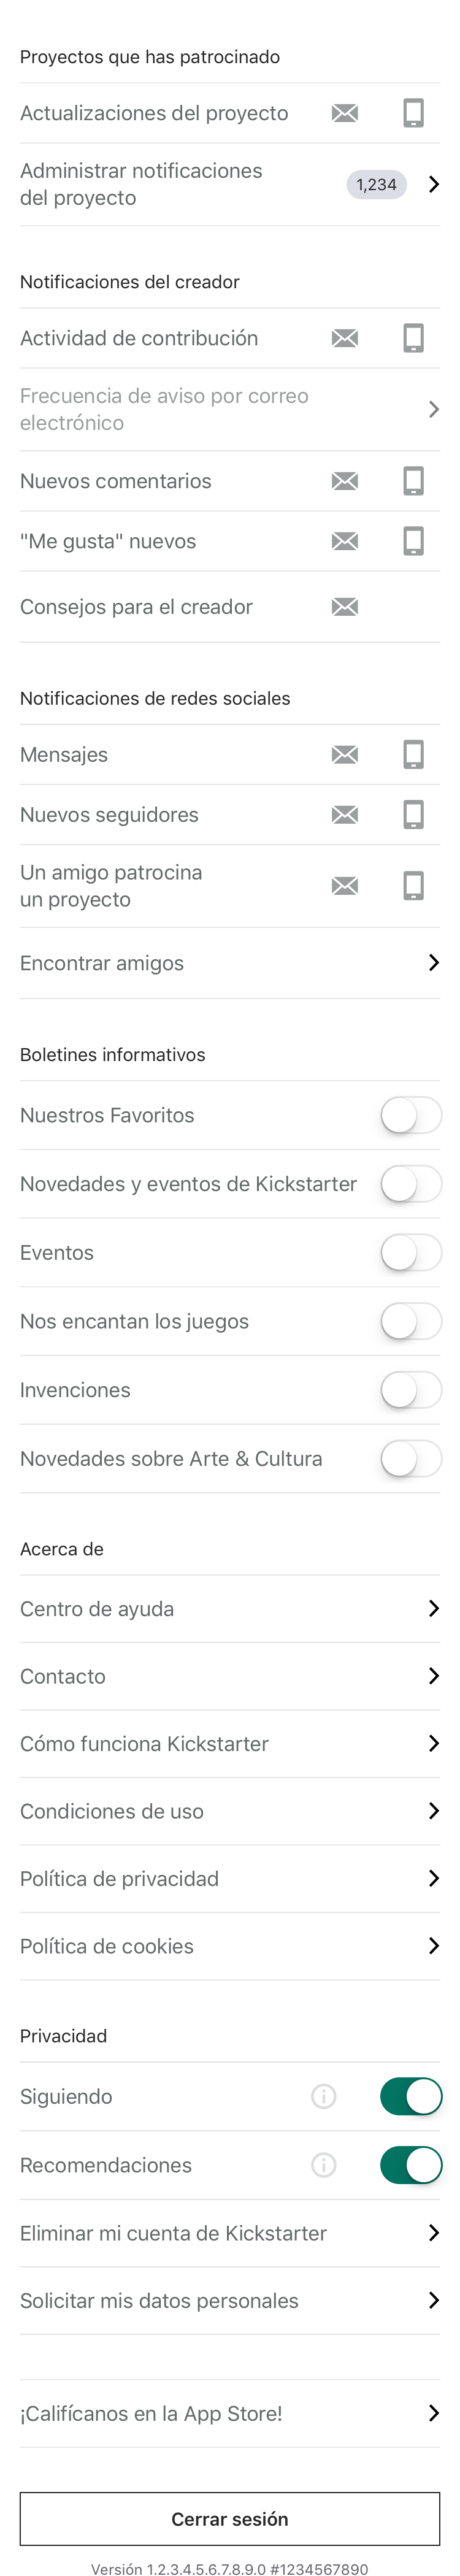 Proyectos que has patrocinado
Actualizaciones del proyecto
Administrar notificaciones
del proyecto
1,234
Notificaciones del creador
Actividad de contribución
Frecuencia de aviso por correo
electrónico
Nuevos comentarios
"Me gusta" nuevos
Consejos para el creador
Notificaciones de redes sociales
Mensajes
Nuevos seguidores
Un amigo patrocina
un proyecto
Encontrar amigos
Boletines informativos
Nuestros Favoritos
Novedades y eventos de Kickstarter
Eventos
Nos encantan los juegos
Invenciones
Novedades sobre Arte & Cultura
Acerca de
Centro de ayuda
Contacto
Cómo funciona Kickstarter
Condiciones de uso
Política de privacidad
Política de cookies
Privacidad
Siguiendo
Recomendaciones
Eliminar mi cuenta de Kickstarter
Solicitar mis datos personales
¡Califícanos en la App Store!
Cerrar sesión
Versión 1.2.3.4.5.6.7.8.9.0 #1234567890